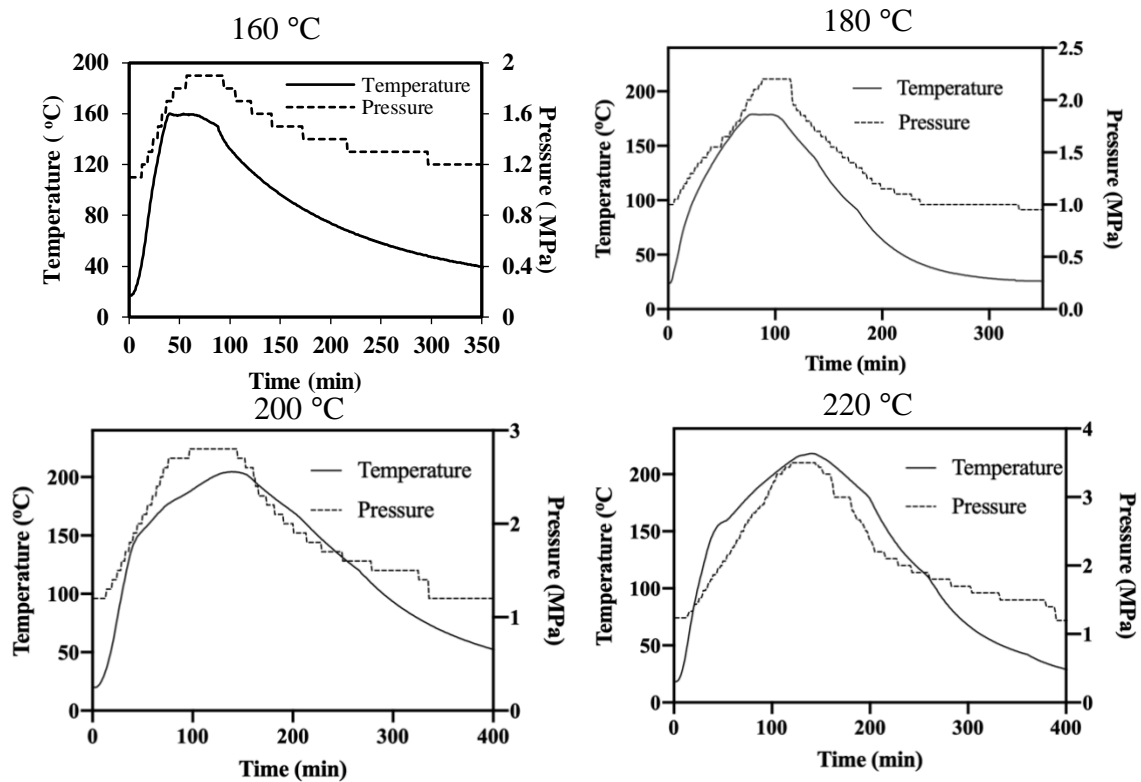 160 °C
Temperature ( ºC)
200
160
120
80
40
0
Temperature
Pressure
2
1.6
1.2
0.8
0.4
0
Pressure ( MPa)
0 50 100 150 200 250 300 350
Time (min)
180 °C
Temperature (ºC)
200
150
100
50
0
Temperature
Pressure
2.5
2.0
1.5
1.0
0.5
0.0
Pressure (MPa)
0 100 200 300
Time (min)
200 °C
Temperature (ºC)
200
150
100
50
0
Temperature
Pressure
3
2
1
0
Pressure (MPa)
0 100 200 300 400
Time (min)
220 °C
Temperature (ºC)
200
150
100
50
0
Temperature
Pressure
4
3
2
1
0
Pressure (MPa)
0 100 200 300 400
Time (min)